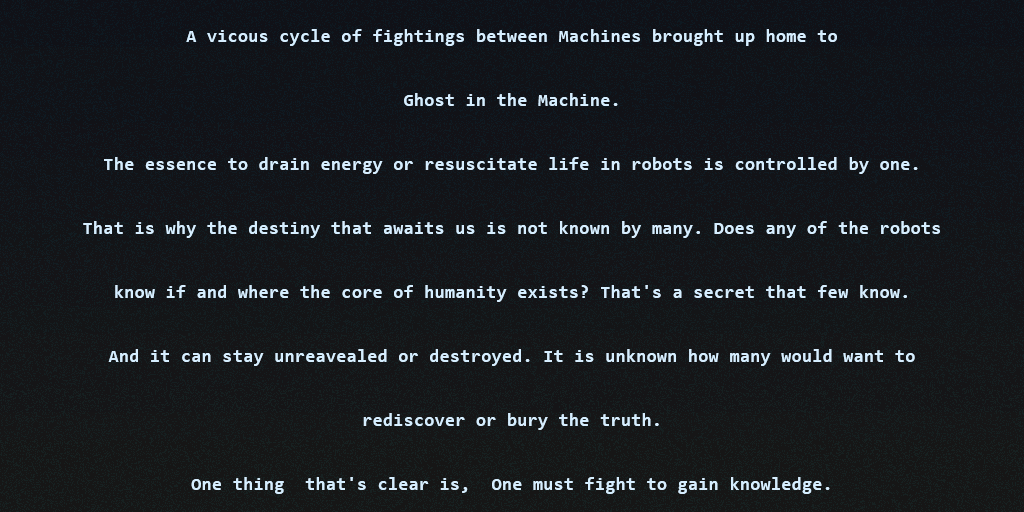 A vicous cycle of fightings between Machines brought up home to
Ghost in the Machine.
The essence to drain energy or resuscitate life in robots is controlled by one.
That is why the destiny that awaits us is not known by many. Does any of the robots
know if and where the core of humanity exists? That's a secret that few know.
And it can stay unreavealed or destroyed. It is unknown how many would want to
rediscover or bury the truth.
One thing  that's clear is,  One must fight to gain knowledge.